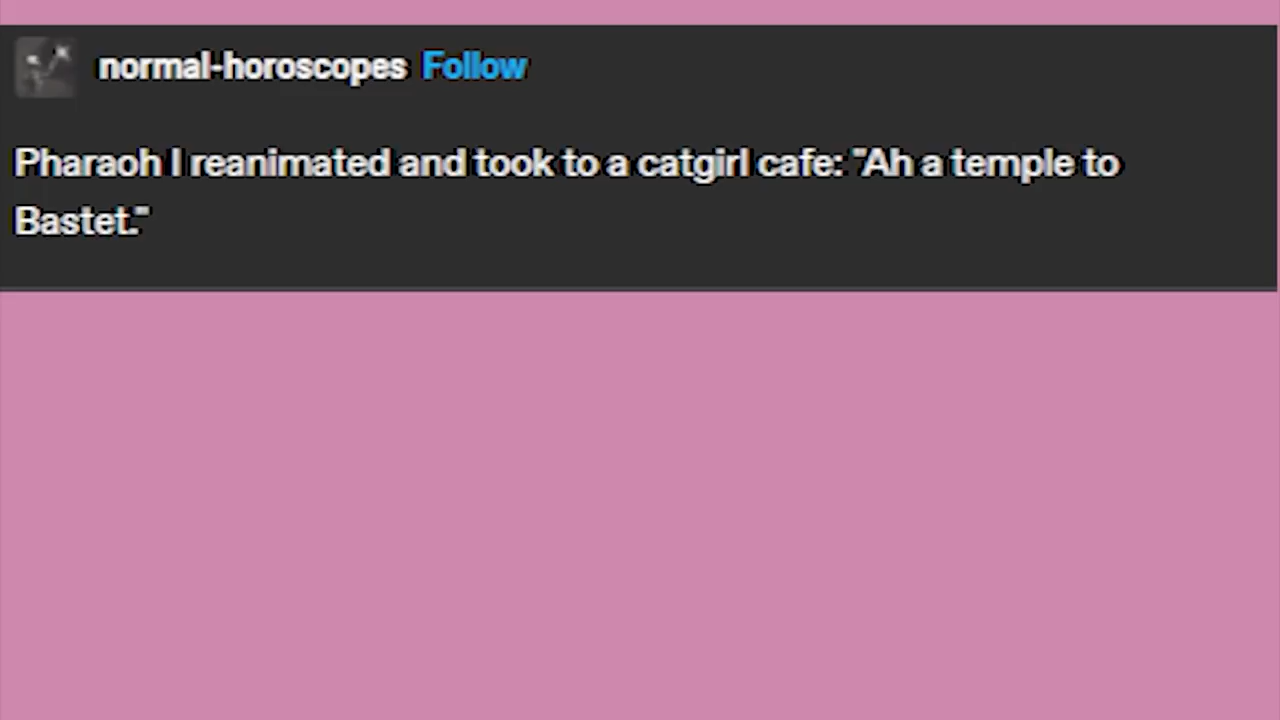 normal-horoscopes Follow
Pharaoh I reanimated and took to a catgirl cafe: "Ah a temple to
Bastet."